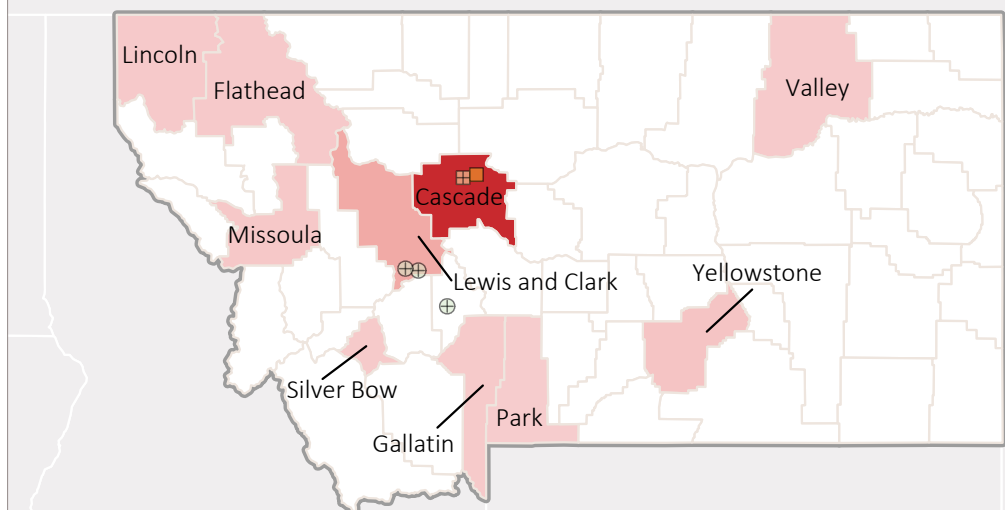 Lincoln
Flathead
Valley
Cascade
Missoula
Lewis and Clark
Yellowstone
Silver Bow
Park
Gallatin